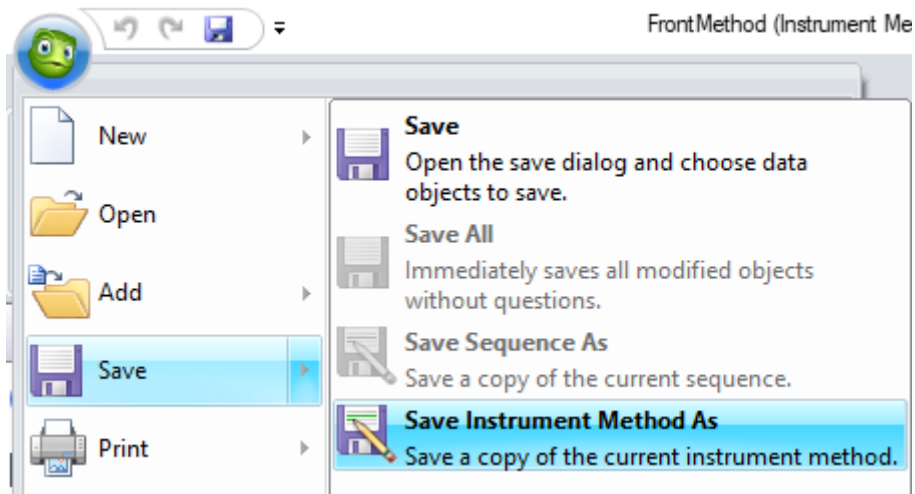 FrontMethod (Instrument Me
New
Open
Add
Save
Print
Save
Open the save dialog and choose data
objects to save.
Save All
Immediately saves all modified objects
without questions.
Save Sequence As
Save a copy of the current sequence.
Save Instrument Method As
Save a copy of the current instrument method.